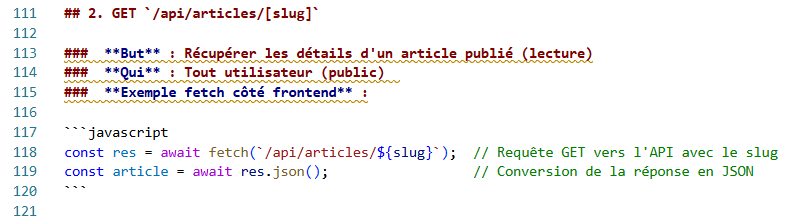 111 ## 2. GET `/api/articles/[slug]`
112
113 ###  **But** : Récupérer les détails d'un article publié (lecture)
114 ###  **Qui** : Tout utilisateur (public)
115 ###  **Exemple fetch côté frontend** :
116
117 ```javascript
118 const res = await fetch(`/api/articles/${slug}`);  // Requête GET vers l'API avec le slug
119 const article = await res.json();                  // Conversion de la réponse en JSON
120 ```
121